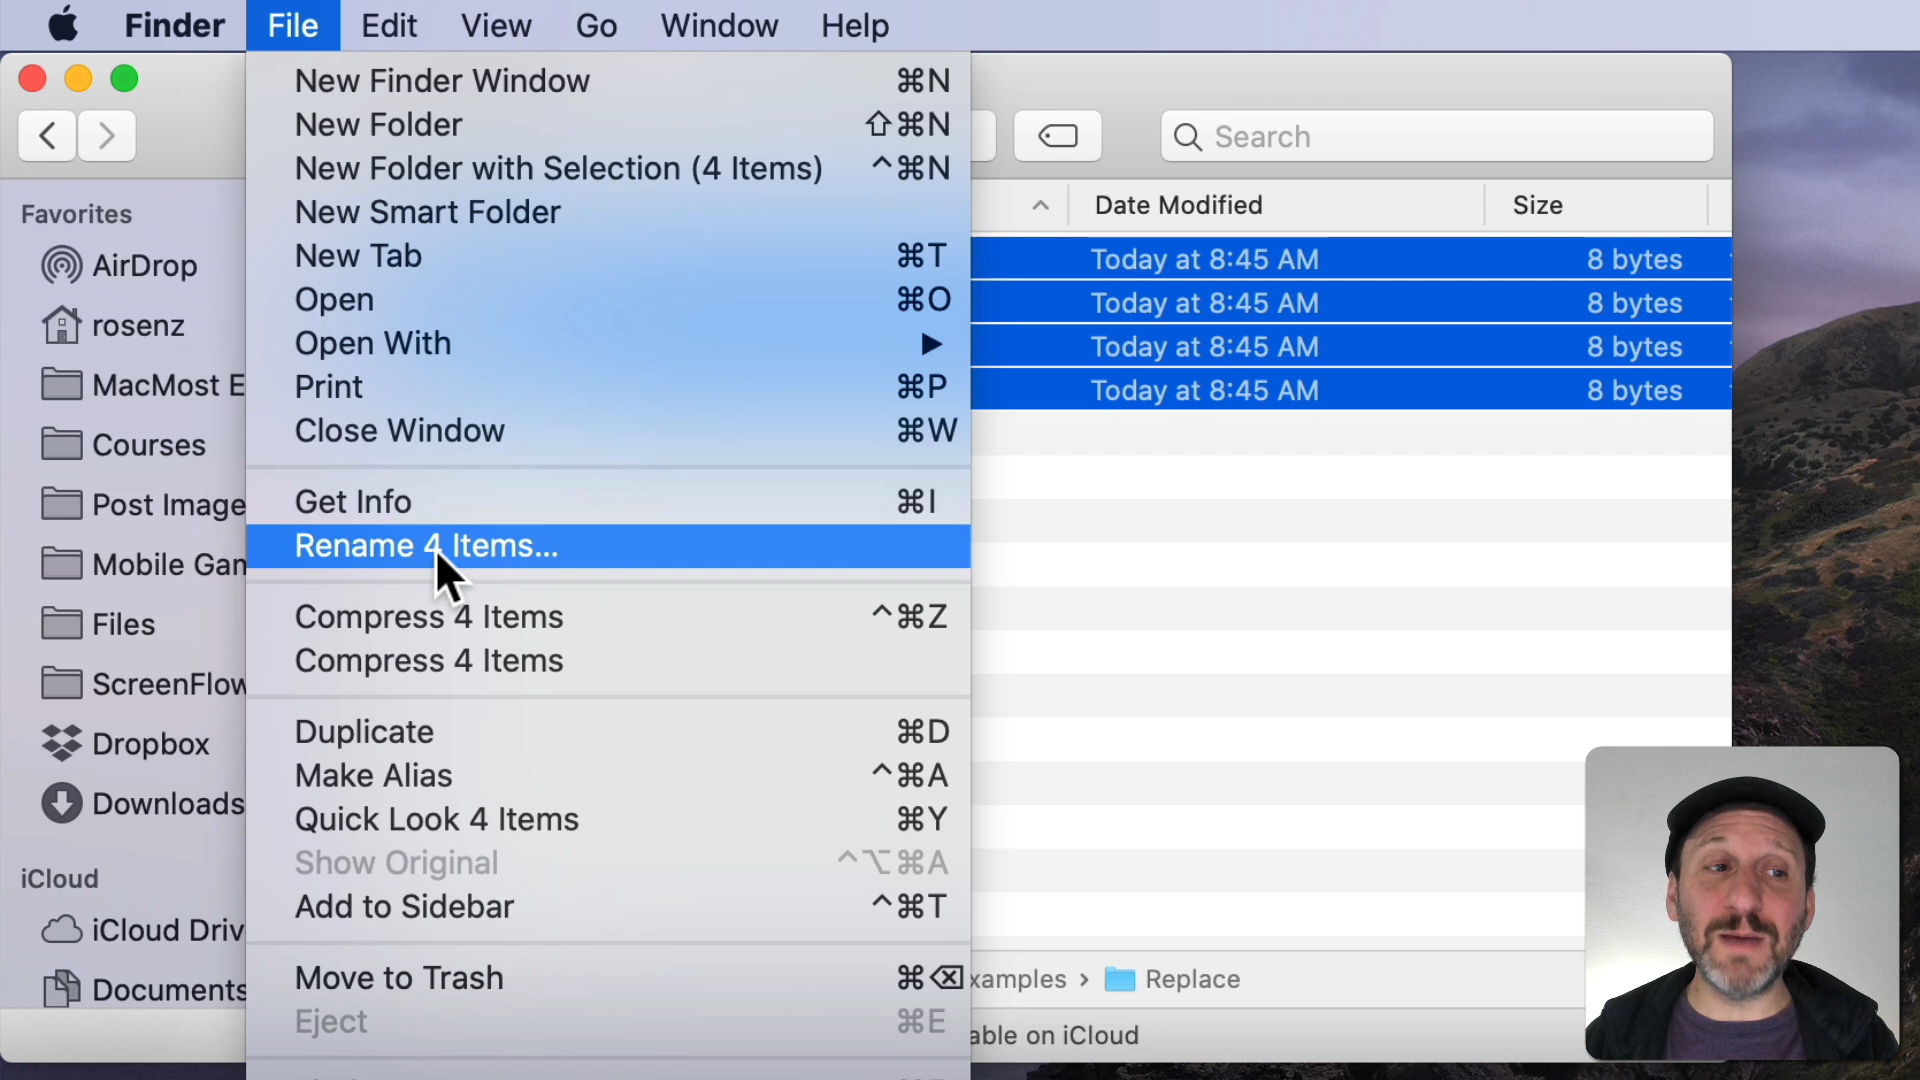 Finder File Edit View Go Window Help
New Finder Window ⌘N
New Folder ⇧⌘N
New Folder with Selection (4 Items) ^⌘N
New Smart Folder
New Tab ⌘T
Open ⌘O
Open With ▶
Print ⌘P
Close Window ⌘W
Get Info ⌘I
Rename 4 Items...
Compress 4 Items ^⌘Z
Compress 4 Items
Duplicate ⌘D
Make Alias ^⌘A
Quick Look 4 Items ⌘Y
Show Original ^⌥⌘A
Add to Sidebar ^⌘T
Move to Trash ⌘⌫
Eject ⌘E
Favorites
AirDrop
rosenz
MacMost E
Courses
Post Image
Mobile Gam
Files
ScreenFlow
Dropbox
Downloads
iCloud
iCloud Driv
Documents
Search
Date Modified Size
Today at 8:45 AM 8 bytes
Today at 8:45 AM 8 bytes
Today at 8:45 AM 8 bytes
Today at 8:45 AM 8 bytes
xamples › Replace
able on iCloud